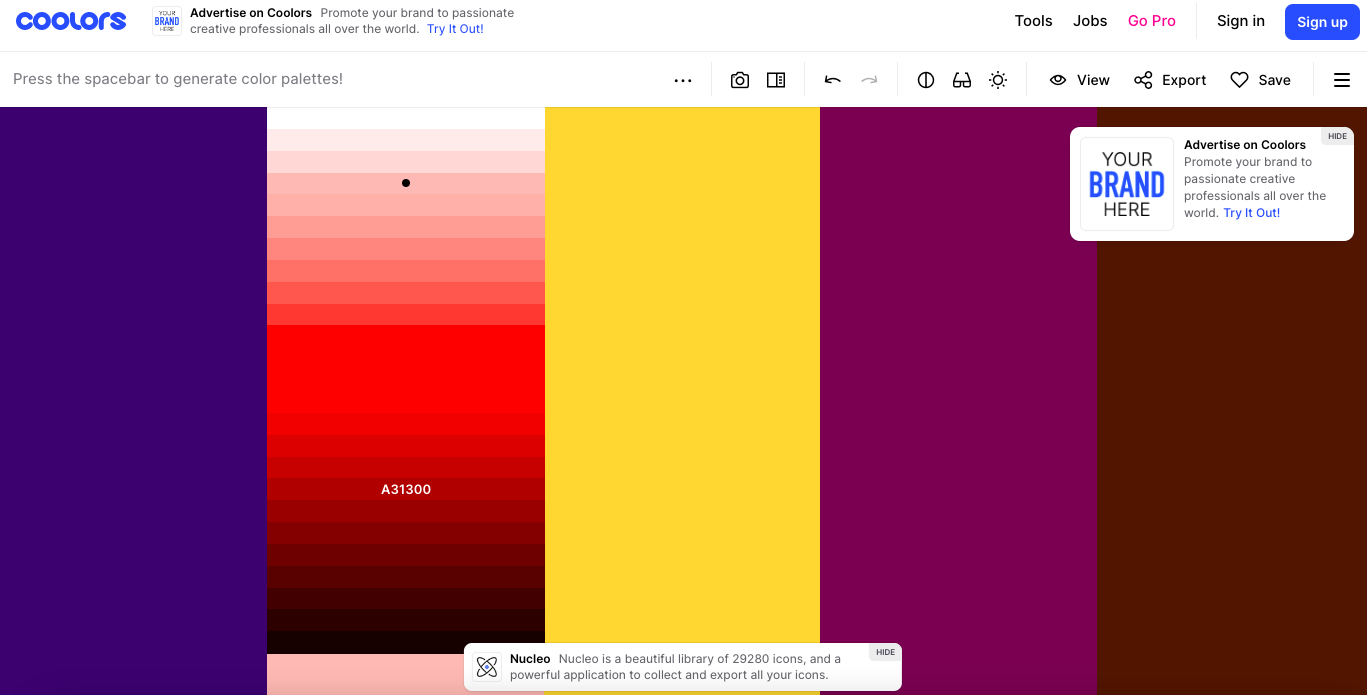 coolors
YOUR
BRAND
HERE
Advertise on Coolors Promote your brand to passionate
creative professionals all over the world. Try It Out!
Tools Jobs Go Pro Sign in Sign up
Press the spacebar to generate color palettes!
View Export Save
HIDE
YOUR
BRAND
HERE
Advertise on Coolors
Promote your brand to
passionate creative
professionals all over the
world. Try It Out!
A31300
HIDE
Nucleo Nucleo is a beautiful library of 29280 icons, and a
powerful application to collect and export all your icons.